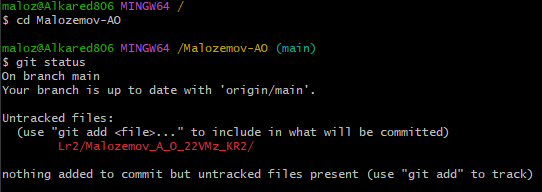 maloz@Alkared806 MINGW64 /
$ cd Malozemov-AO
maloz@Alkared806 MINGW64 /Malozemov-AO (main)
$ git status
On branch main
Your branch is up to date with 'origin/main'.
Untracked files:
(use "git add <file>..." to include in what will be committed)
Lr2/Malozemov_A_O_22VMz_KR2/
nothing added to commit but untracked files present (use "git add" to track)